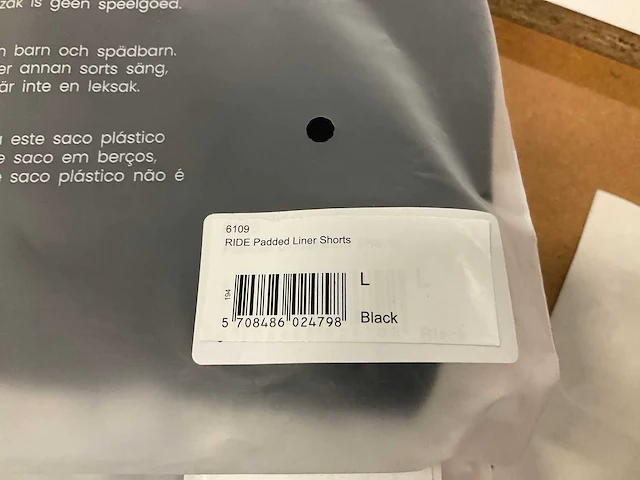 zak is geen speelgoed.
barn och spädbarn.
er annan sorts säng,
är inte en leksak.
este saco plástico
saco em berços,
saco plástico não é
6109
RIDE Padded Liner Shorts
194
L
5 708486 024798
Black